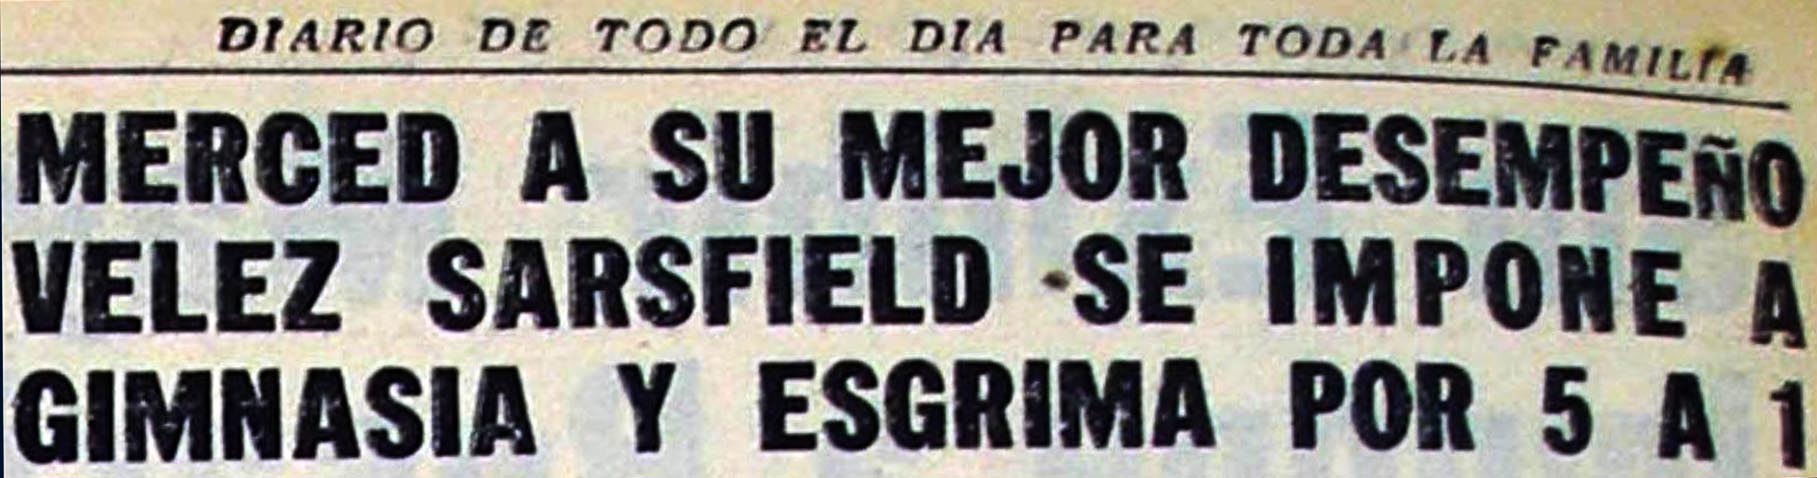 DIARIO DE TODO EL DIA PARA TODA LA FAMILIA
MERCED A SU MEJOR DESEMPEÑO
VELEZ SARSFIELD SE IMPONE A
GIMNASIA Y ESGRIMA POR 5 A 1